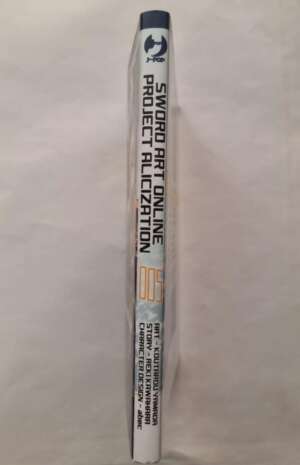 J-POP
SWORD ART ONLINE
PROJECT ALICIZATION
005
ART - KOUTAROU YAMADA
STORY - REKI KAWAHARA
CHARACTER DESIGN - abec